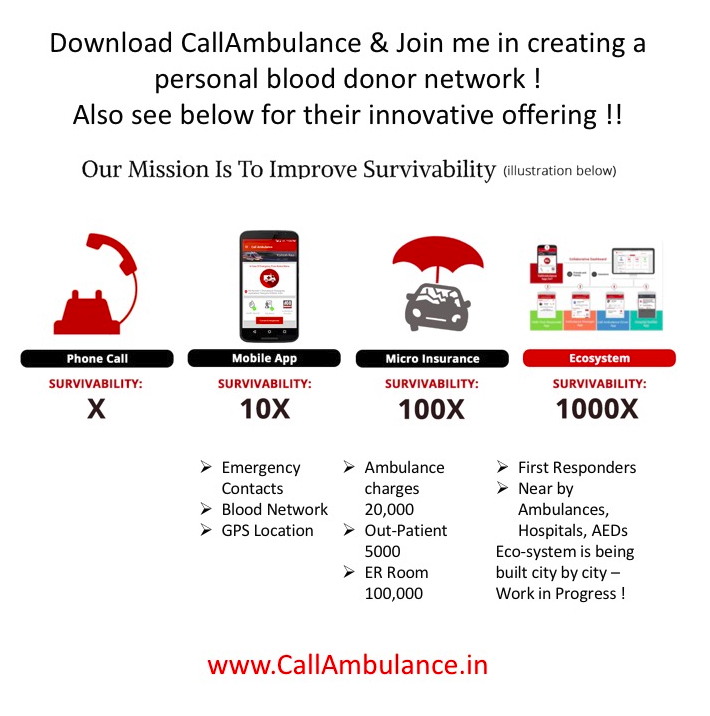 Download CallAmbulance & Join me in creating a
personal blood donor network !
Also see below for their innovative offering !!
Our Mission Is To Improve Survivability (illustration below)
Phone Call
SURVIVABILITY:
X
Mobile App
SURVIVABILITY:
10X
Micro Insurance
SURVIVABILITY:
100X
Ecosystem
SURVIVABILITY:
1000X
➢ Emergency
Contacts
➢ Blood Network
➢ GPS Location
➢ Ambulance
charges
20,000
➢ Out-Patient
5000
➢ ER Room
100,000
➢ First Responders
➢ Near by
Ambulances,
Hospitals, AEDs
Eco-system is being
built city by city –
Work in Progress !
www.CallAmbulance.in